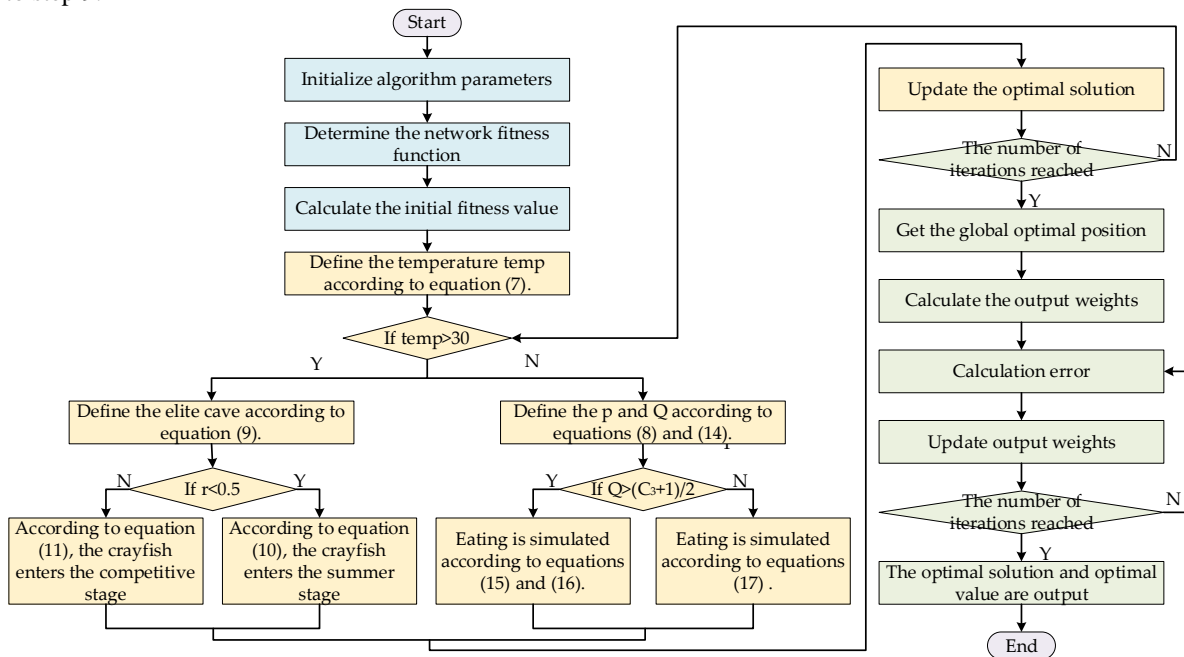 Start
Initialize algorithm parameters
Determine the network fitness
function
Calculate the initial fitness value
Define the temperature temp
according to equation (7).
If temp>30
Y
N
Define the elite cave according to
equation (9).
Define the p and Q according to
equations (8) and (14).
N
If r<0.5
Y
Y
If Q>(C₃+1)/2
N
According to equation
(11), the crayfish
enters the competitive
stage
According to equation
(10), the crayfish
enters the summer
stage
Eating is simulated
according to equations
(15) and (16).
Eating is simulated
according to equations
(17) .
Update the optimal solution
The number of
iterations reached
N
Y
Get the global optimal position
Calculate the output weights
Calculation error
Update output weights
The number of
iterations reached
N
Y
The optimal solution and optimal
value are output
End